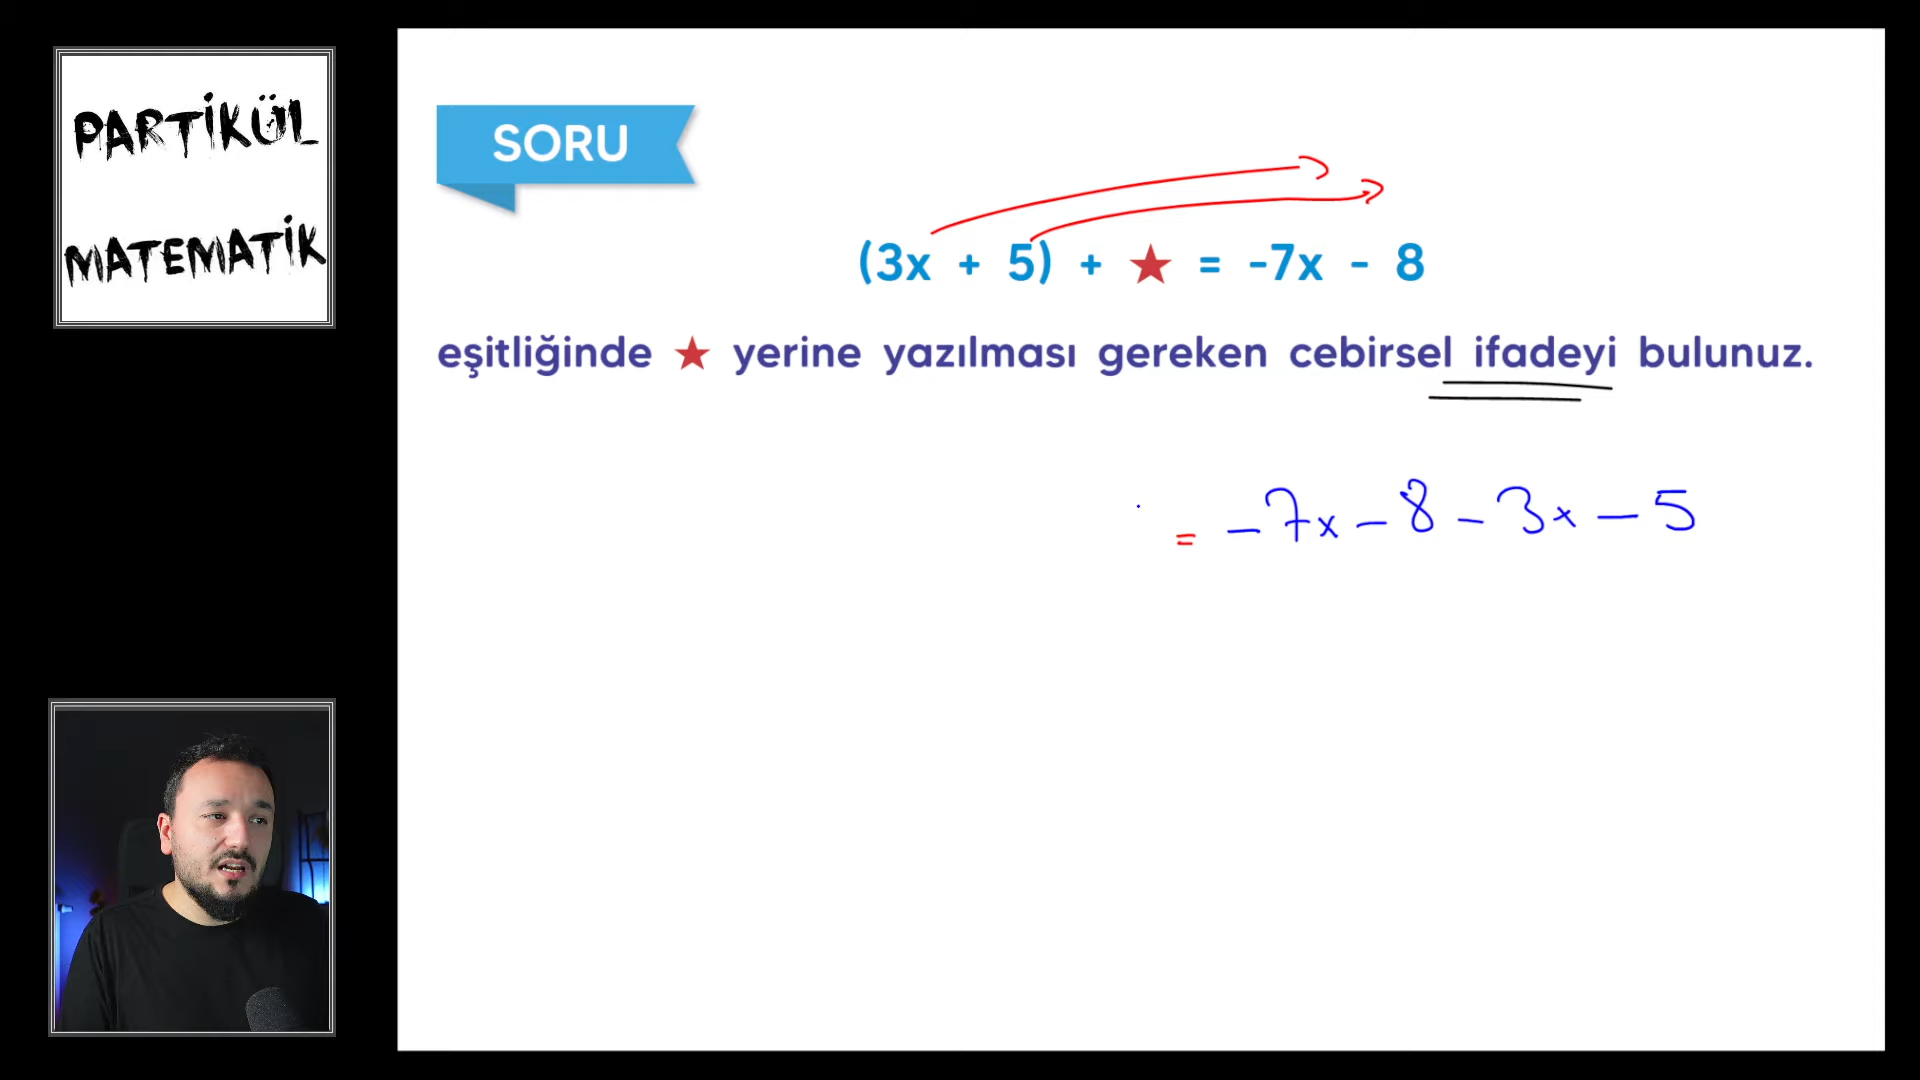 PARTİKÜL
MATEMATİK
SORU
(3x + 5) + ★ = -7x - 8
eşitliğinde ★ yerine yazılması gereken cebirsel ifadeyi bulunuz.
= -7x - 8 - 3x - 5